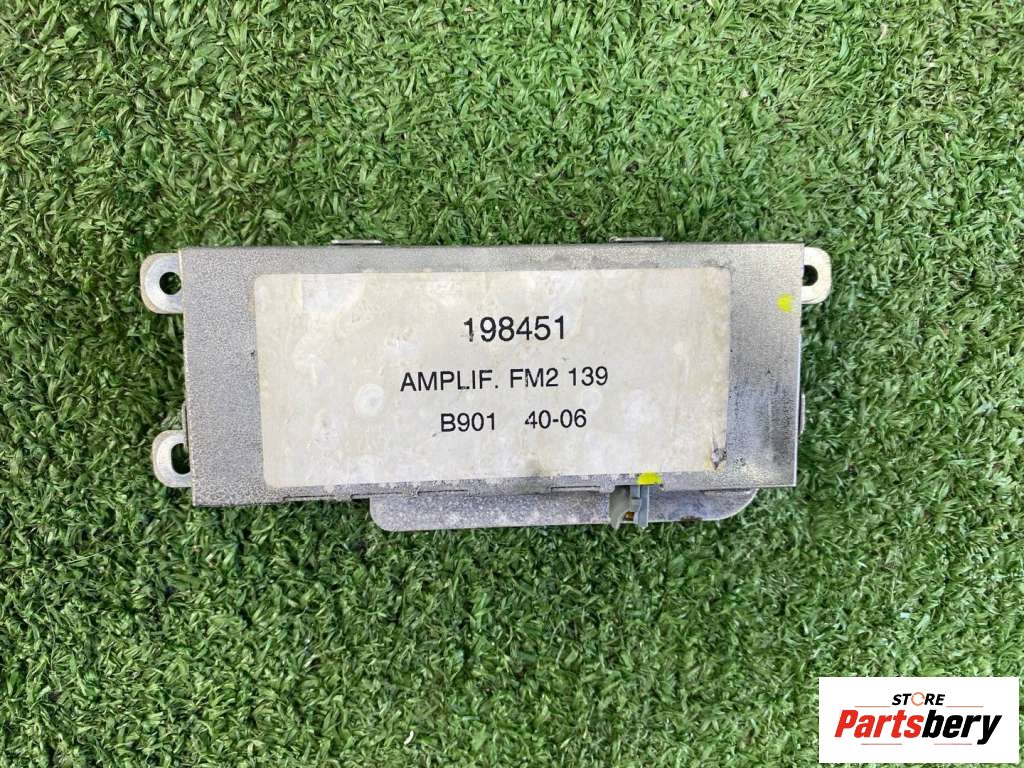 198451
AMPLIF. FM2 139
B901 40-06
STORE
Partsbery